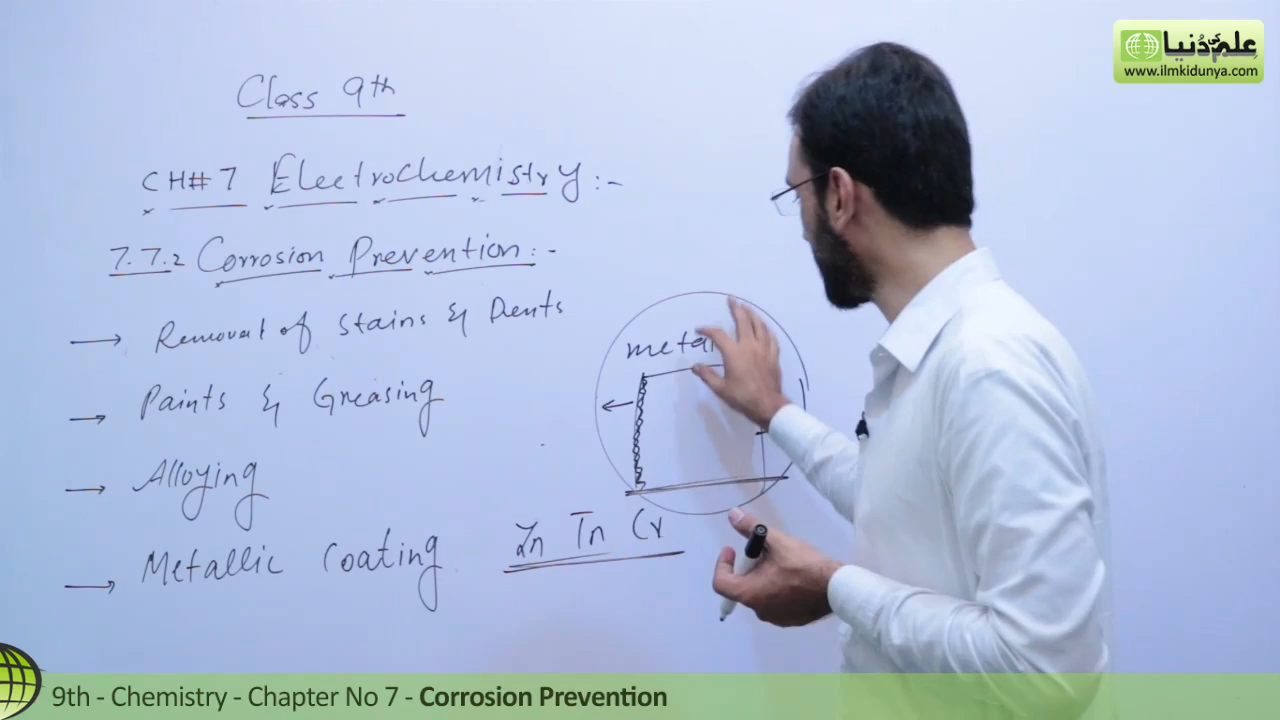 علم کی دنیا
www.ilmkidunya.com
Class 9th
CH#7 Electrochemistry:-
7.7.2 Corrosion Prevention:-
→ Removal of Stains & Dents
→ Paints & Greasing
→ Alloying
→ Metallic Coating Zn Tn Cr
metal
9th - Chemistry - Chapter No 7 - Corrosion Prevention